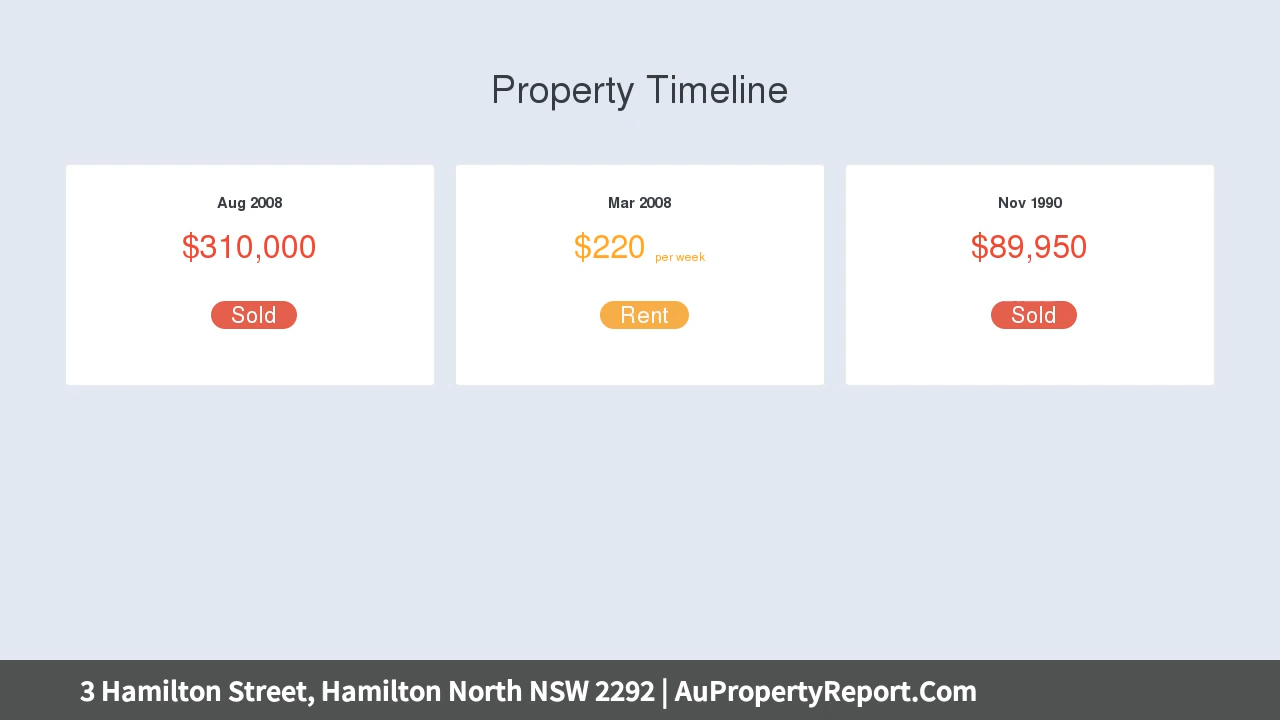 Property Timeline
Aug 2008
$310,000
Sold
Mar 2008
$220 per week
Rent
Nov 1990
$89,950
Sold
3 Hamilton Street, Hamilton North NSW 2292 | AuPropertyReport.Com